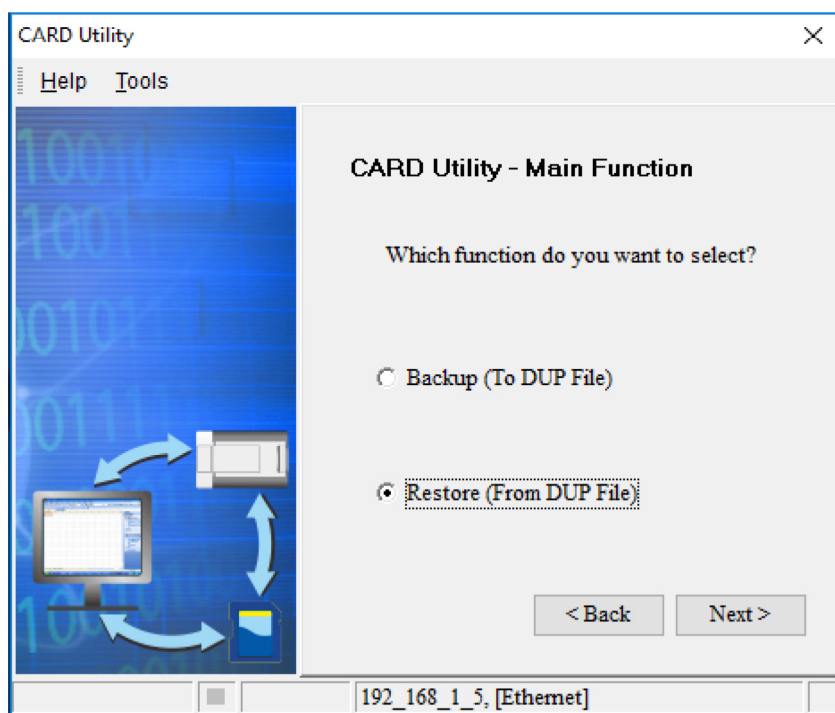 CARD Utility
Help Tools
CARD Utility - Main Function
Which function do you want to select?
Backup (To DUP File)
Restore (From DUP File)
< Back Next >
192_168_1_5, [Ethernet]